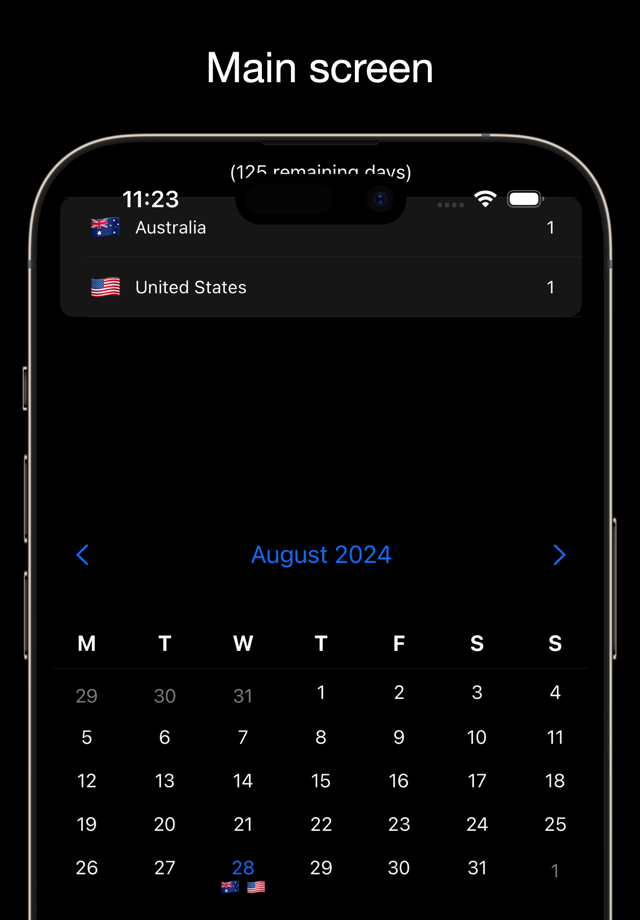 Main screen
(125 remaining days)
11:23
Australia 1
United States 1
August 2024
M T W T F S S
29 30 31 1 2 3 4
5 6 7 8 9 10 11
12 13 14 15 16 17 18
19 20 21 22 23 24 25
26 27 28 29 30 31 1